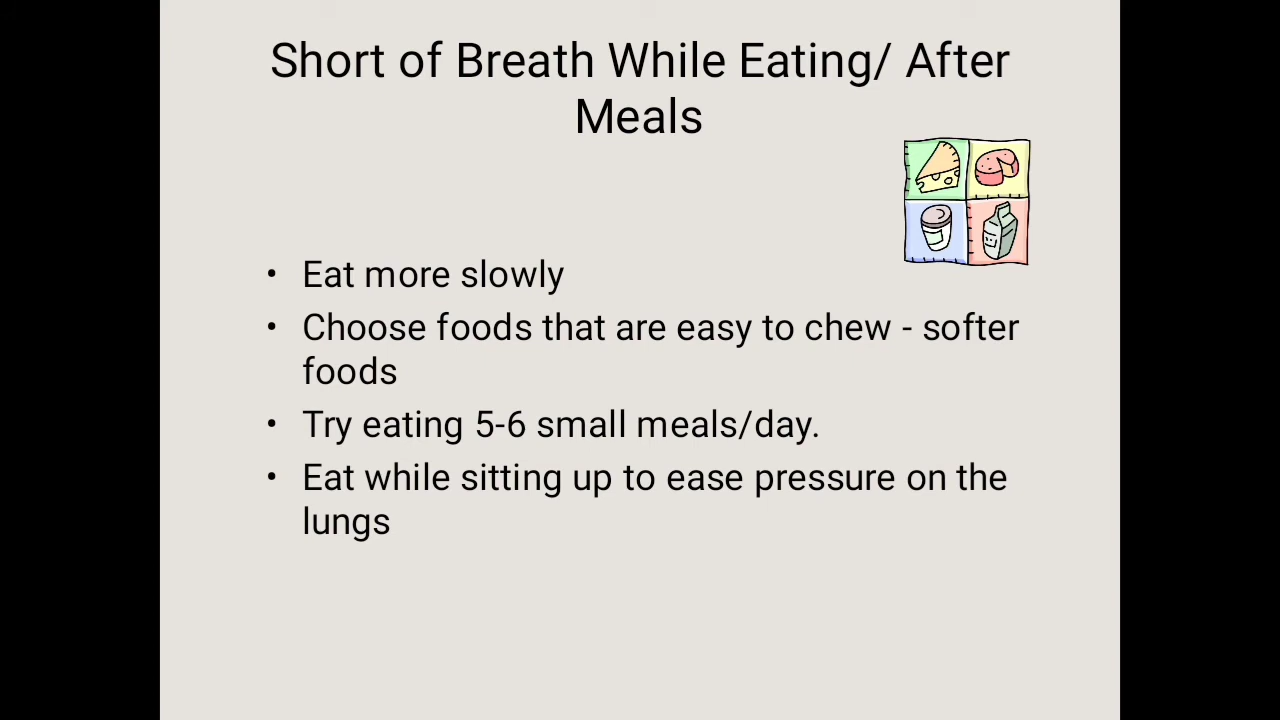 Short of Breath While Eating/ After
Meals
• Eat more slowly
• Choose foods that are easy to chew - softer
foods
• Try eating 5-6 small meals/day.
• Eat while sitting up to ease pressure on the
lungs